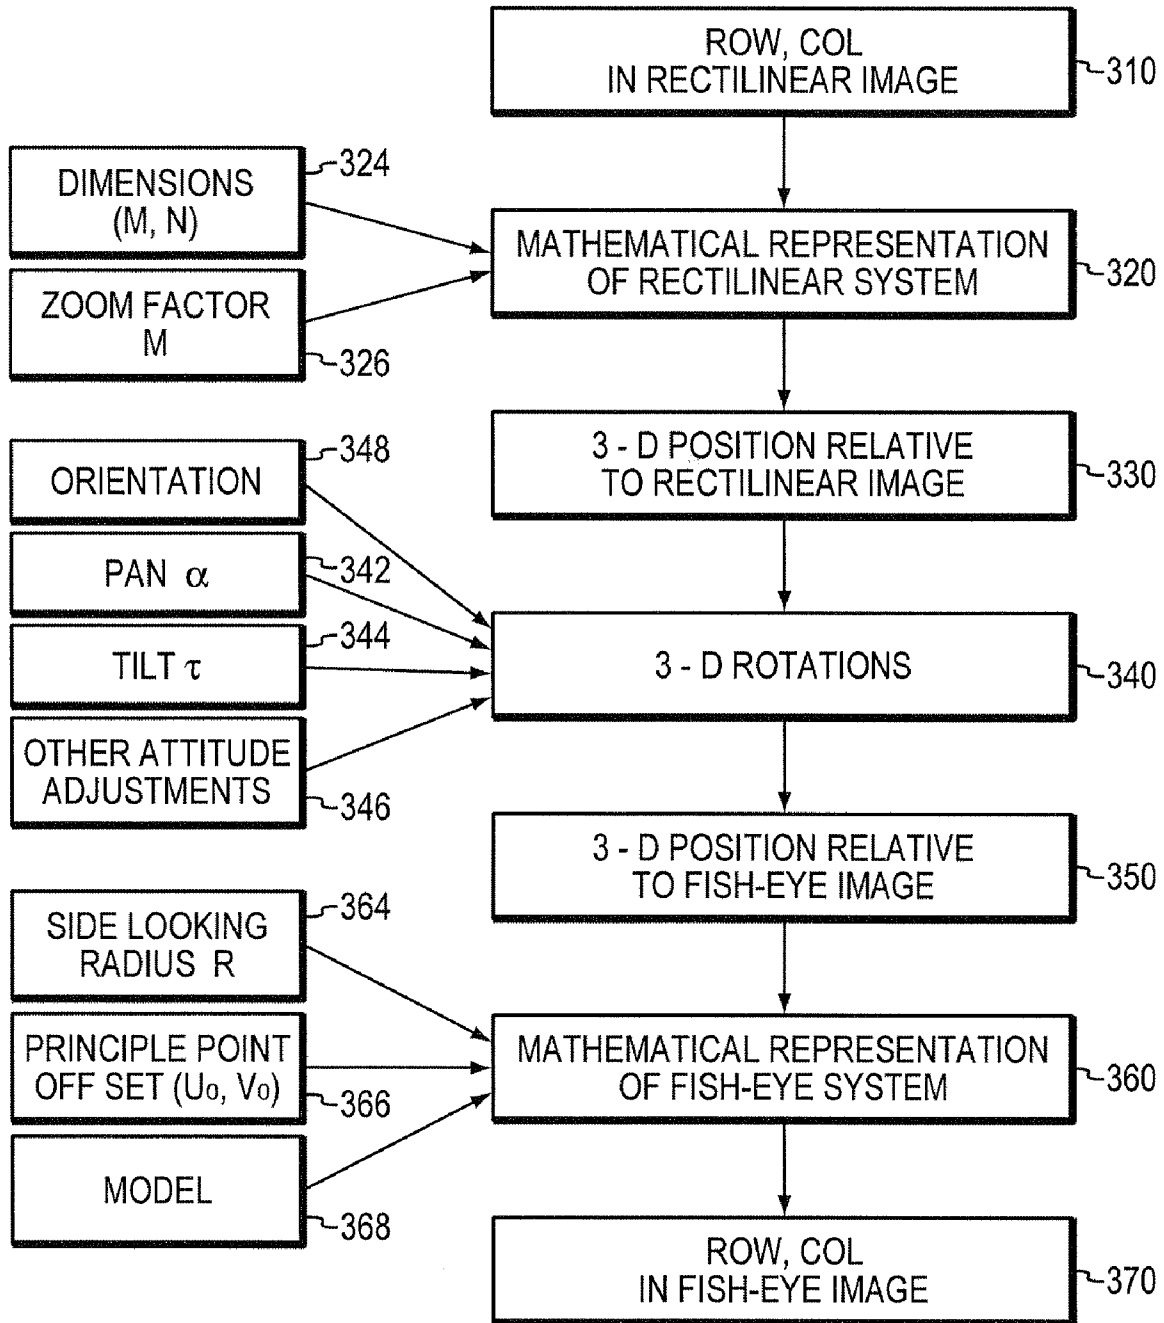 ROW, COL
IN RECTILINEAR IMAGE
310
DIMENSIONS
(M, N)
324
ZOOM FACTOR
M
326
MATHEMATICAL REPRESENTATION
OF RECTILINEAR SYSTEM
320
3 - D POSITION RELATIVE
TO RECTILINEAR IMAGE
330
ORIENTATION
348
PAN α
342
TILT τ
344
OTHER ATTITUDE
ADJUSTMENTS
346
3 - D ROTATIONS
340
3 - D POSITION RELATIVE
TO FISH-EYE IMAGE
350
SIDE LOOKING
RADIUS R
364
PRINCIPLE POINT
OFF SET (U₀, V₀)
366
MODEL
368
MATHEMATICAL REPRESENTATION
OF FISH-EYE SYSTEM
360
ROW, COL
IN FISH-EYE IMAGE
370